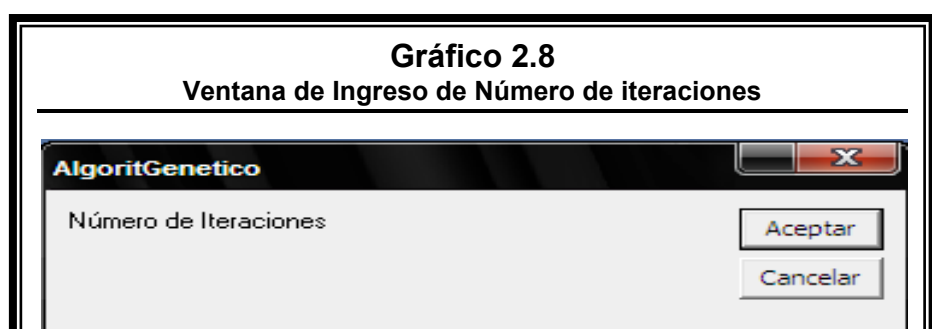 Gráfico 2.8
Ventana de Ingreso de Número de iteraciones
AlgoritGenetico
Número de Iteraciones
Aceptar
Cancelar